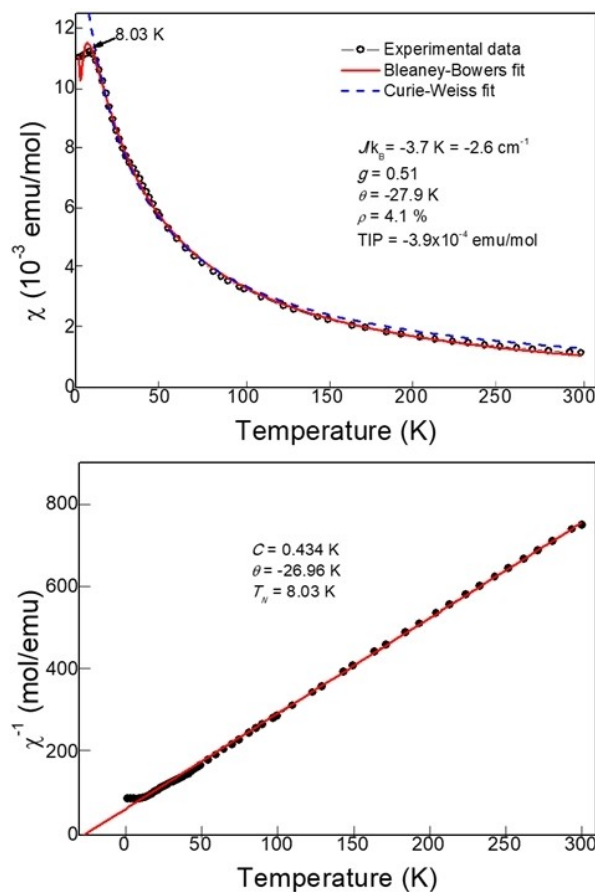 12
8.03 K
Experimental data
Bleaney-Bowers fit
Curie-Weiss fit
10
8
J/k_B = -3.7 K = -2.6 cm⁻¹
g = 0.51
θ = -27.9 K
ρ = 4.1 %
TIP = -3.9x10⁻⁴ emu/mol
6
4
2
0
χ (10⁻³ emu/mol)
50 100 150 200 250 300
Temperature (K)
800
C = 0.434 K
θ = -26.96 K
T_N = 8.03 K
600
400
200
0
χ⁻¹ (mol/emu)
0 50 100 150 200 250 300
Temperature (K)